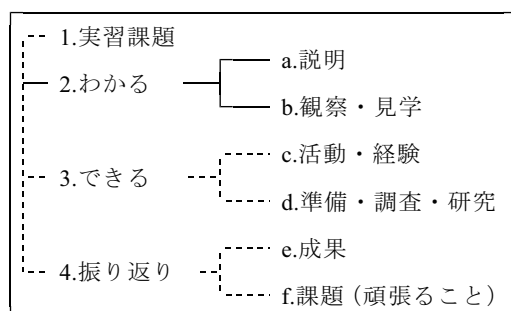 1.実習課題
2.わかる
a.説明
b.観察・見学
3.できる
c.活動・経験
d.準備・調査・研究
4.振り返り
e.成果
f.課題（頑張ること）